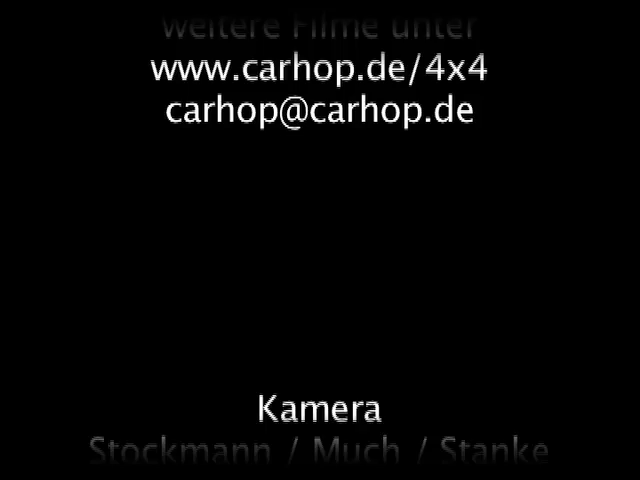 weitere Filme unter
www.carhop.de/4x4
carhop@carhop.de
Kamera
Stockmann / Much / Stanke